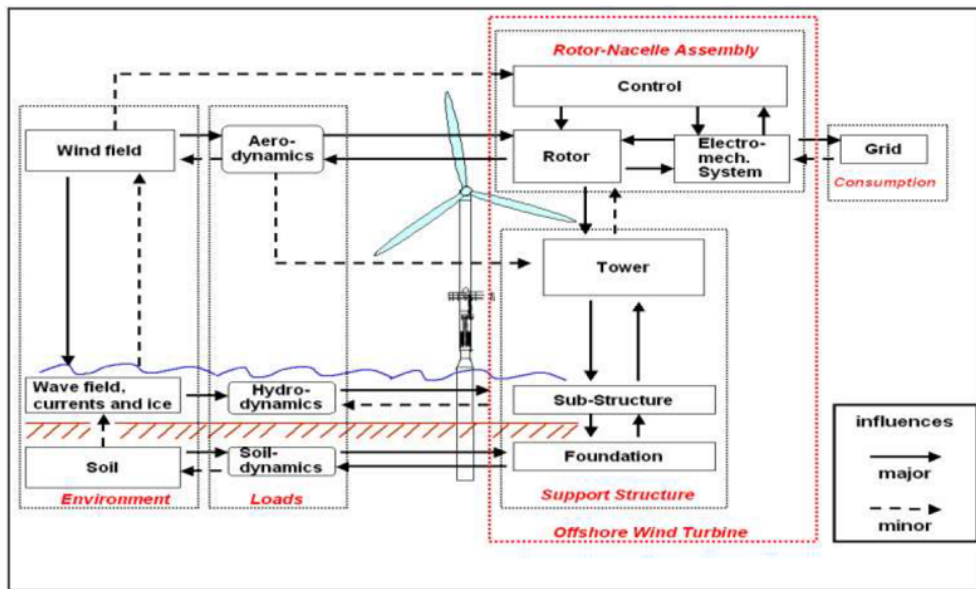 Rotor-Nacelle Assembly
Control
Wind field
Aero-
dynamics
Rotor
Electro-
mech.
System
Grid
Consumption
Tower
Wave field,
currents and ice
Hydro-
dynamics
Sub-Structure
Soil
Soil-
dynamics
Foundation
Environment
Loads
Support Structure
Offshore Wind Turbine
influences
major
minor